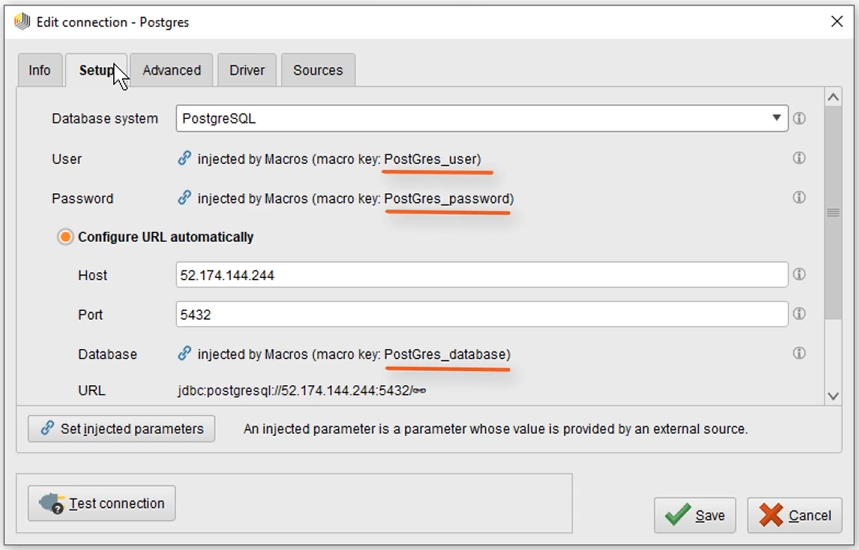 Edit connection - Postgres
Info Setup Advanced Driver Sources
Database system PostgreSQL
User injected by Macros (macro key: PostGres_user)
Password injected by Macros (macro key: PostGres_password)
Configure URL automatically
Host 52.174.144.244
Port 5432
Database injected by Macros (macro key: PostGres_database)
URL jdbc:postgresql://52.174.144.244:5432/
Set injected parameters An injected parameter is a parameter whose value is provided by an external source.
Test connection
Save Cancel